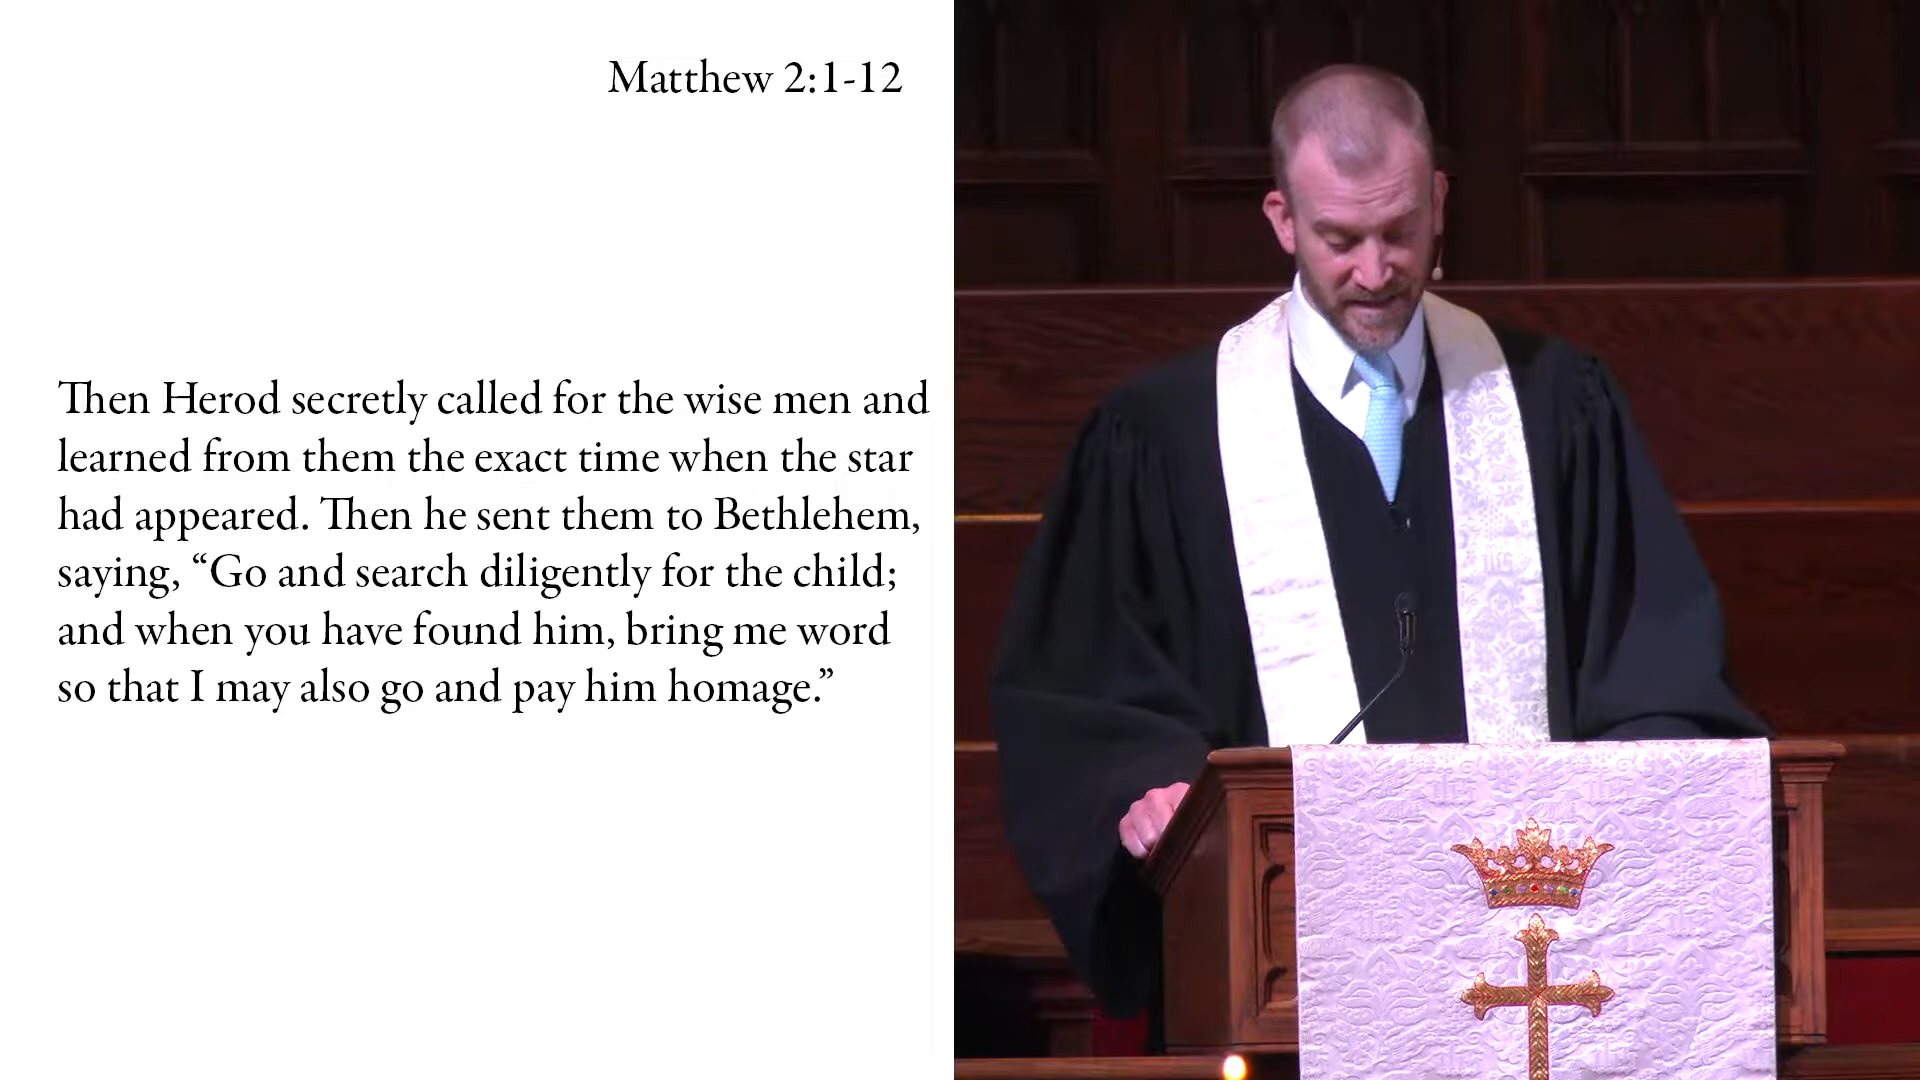 Matthew 2:1-12
Then Herod secretly called for the wise men and
learned from them the exact time when the star
had appeared. Then he sent them to Bethlehem,
saying, “Go and search diligently for the child;
and when you have found him, bring me word
so that I may also go and pay him homage.”